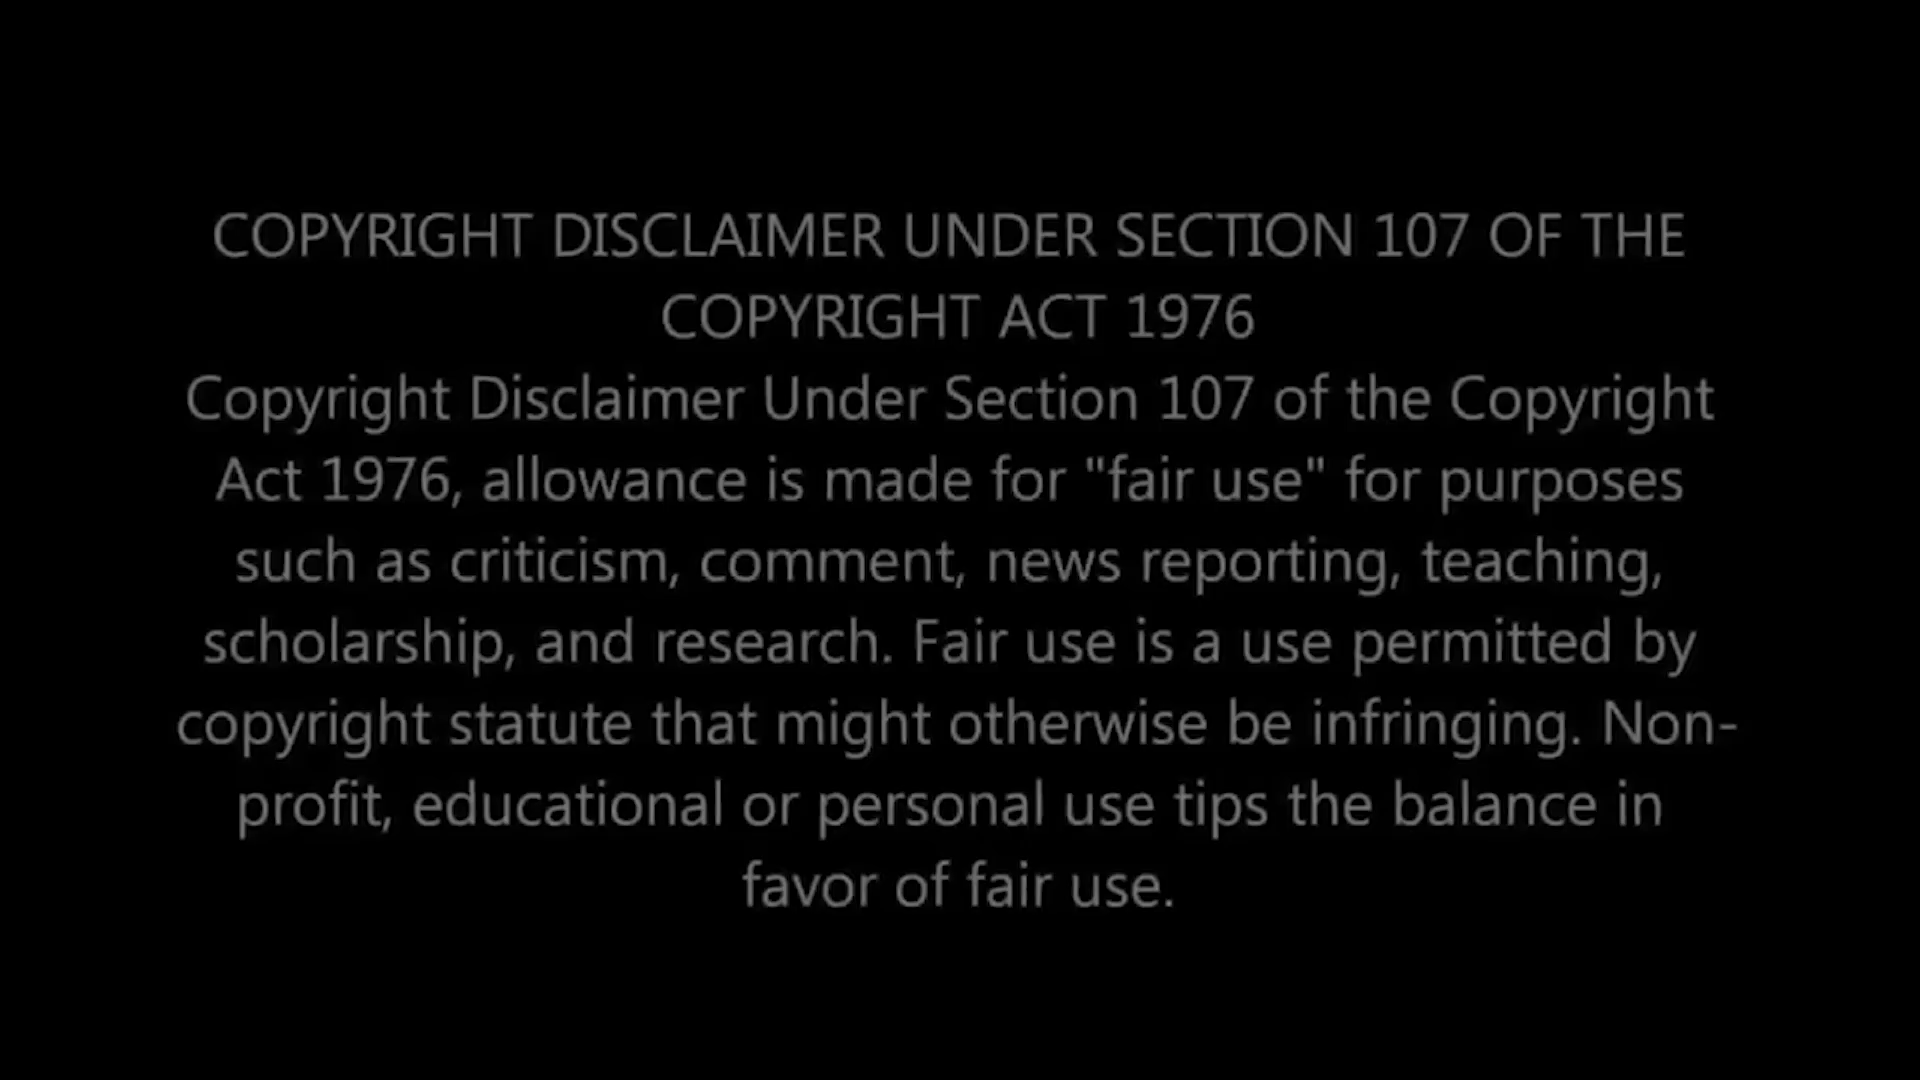 COPYRIGHT DISCLAIMER UNDER SECTION 107 OF THE
COPYRIGHT ACT 1976
Copyright Disclaimer Under Section 107 of the Copyright
Act 1976, allowance is made for "fair use" for purposes
such as criticism, comment, news reporting, teaching,
scholarship, and research. Fair use is a use permitted by
copyright statute that might otherwise be infringing. Non-
profit, educational or personal use tips the balance in
favor of fair use.